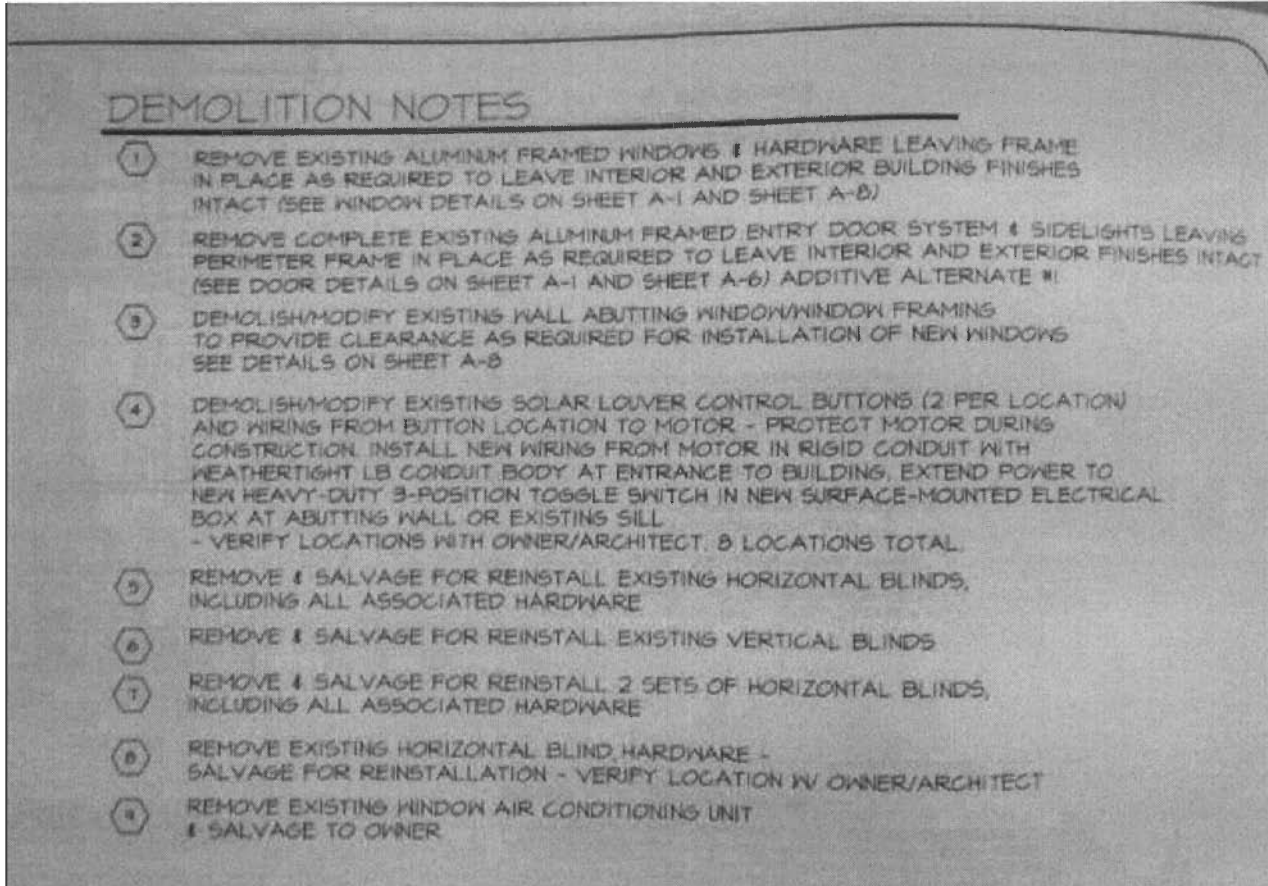 DEMOLITION NOTES
1 REMOVE EXISTING ALUMINUM FRAMED WINDOWS & HARDWARE LEAVING FRAME
IN PLACE AS REQUIRED TO LEAVE INTERIOR AND EXTERIOR BUILDING FINISHES
INTACT (SEE WINDOW DETAILS ON SHEET A-1 AND SHEET A-8)
2 REMOVE COMPLETE EXISTING ALUMINUM FRAMED ENTRY DOOR SYSTEM & SIDELIGHTS LEAVING
PERIMETER FRAME IN PLACE AS REQUIRED TO LEAVE INTERIOR AND EXTERIOR FINISHES INTACT
(SEE DOOR DETAILS ON SHEET A-1 AND SHEET A-6) ADDITIVE ALTERNATE #1
3 DEMOLISH/MODIFY EXISTING WALL ABUTTING WINDOW/WINDOW FRAMING
TO PROVIDE CLEARANCE AS REQUIRED FOR INSTALLATION OF NEW WINDOWS
SEE DETAILS ON SHEET A-8
4 DEMOLISH/MODIFY EXISTING SOLAR LOUVER CONTROL BUTTONS (2 PER LOCATION)
AND WIRING FROM BUTTON LOCATION TO MOTOR - PROTECT MOTOR DURING
CONSTRUCTION. INSTALL NEW WIRING FROM MOTOR IN RIGID CONDUIT WITH
WEATHERTIGHT LB CONDUIT BODY AT ENTRANCE TO BUILDING, EXTEND POWER TO
NEW HEAVY-DUTY 3-POSITION TOGGLE SWITCH IN NEW SURFACE-MOUNTED ELECTRICAL
BOX AT ABUTTING WALL OR EXISTING SILL
- VERIFY LOCATIONS WITH OWNER/ARCHITECT. 8 LOCATIONS TOTAL.
5 REMOVE & SALVAGE FOR REINSTALL EXISTING HORIZONTAL BLINDS,
INCLUDING ALL ASSOCIATED HARDWARE
6 REMOVE & SALVAGE FOR REINSTALL EXISTING VERTICAL BLINDS
7 REMOVE & SALVAGE FOR REINSTALL 2 SETS OF HORIZONTAL BLINDS,
INCLUDING ALL ASSOCIATED HARDWARE
8 REMOVE EXISTING HORIZONTAL BLIND HARDWARE -
SALVAGE FOR REINSTALLATION - VERIFY LOCATION W/ OWNER/ARCHITECT
9 REMOVE EXISTING WINDOW AIR CONDITIONING UNIT
& SALVAGE TO OWNER